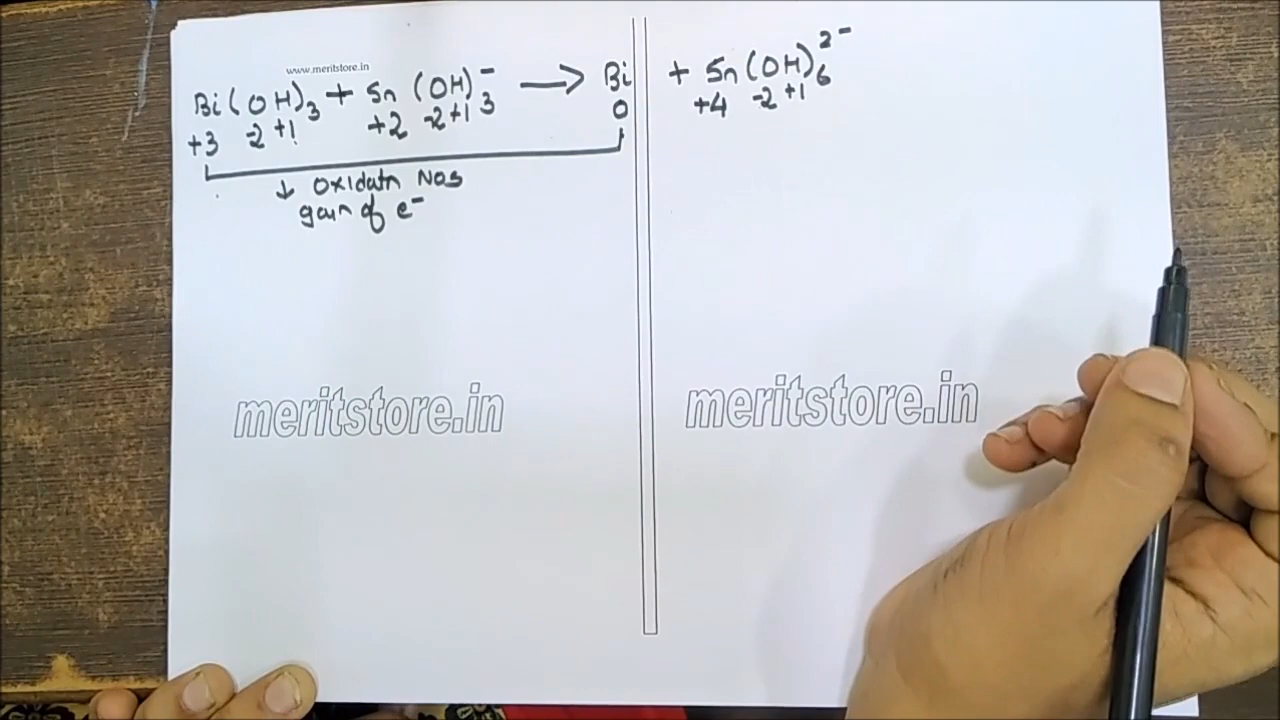 www.meritstore.in
Bi(OH)₃ + Sn(OH)₃⁻ ⟶ Bi + Sn(OH)₆²⁻
+3 -2 +1 +2 -2 +1 0 +4 -2 +1
↓ Oxidatn Nos
gain of e⁻
meritstore.in meritstore.in